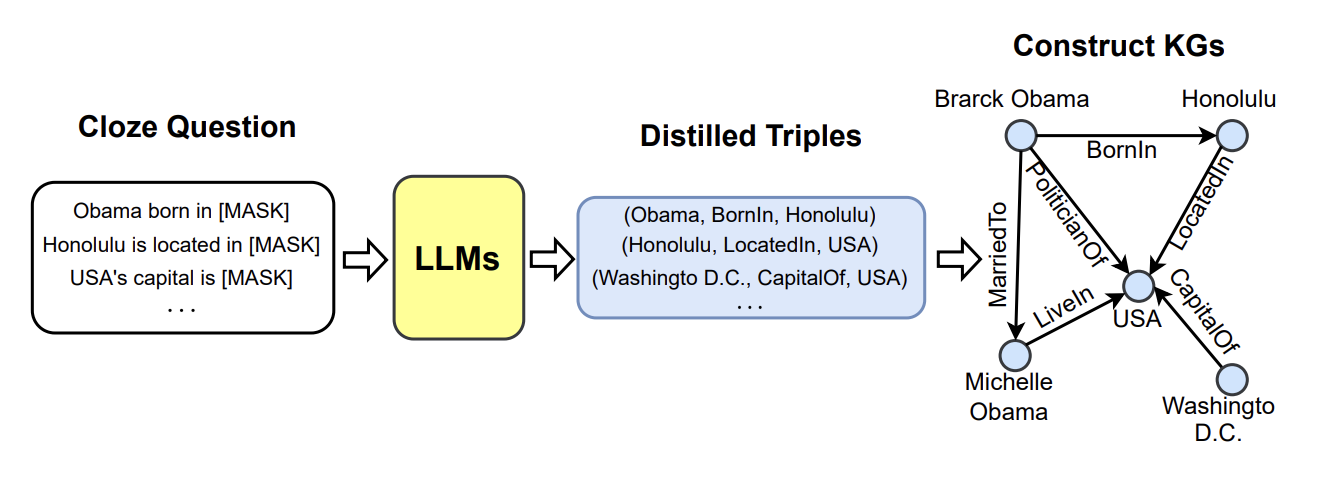 Cloze Question
Obama born in [MASK]
Honolulu is located in [MASK]
USA's capital is [MASK]
. . .
LLMs
Distilled Triples
(Obama, BornIn, Honolulu)
(Honolulu, LocatedIn, USA)
(Washingto D.C., CapitalOf, USA)
. . .
Construct KGs
Brarck Obama
Honolulu
BornIn
PoliticianOf
LocatedIn
MarriedTo
LiveIn
USA
CapitalOf
Michelle
Obama
Washingto
D.C.